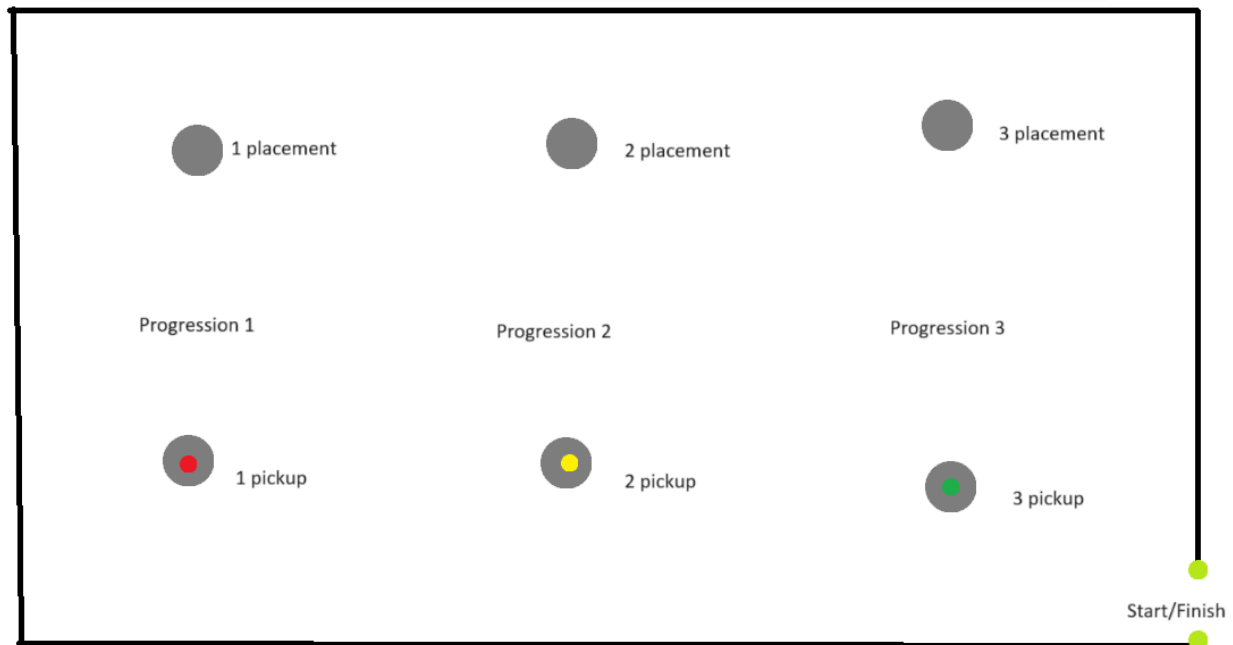 1 placement
2 placement
3 placement
Progression 1
Progression 2
Progression 3
1 pickup
2 pickup
3 pickup
Start/Finish